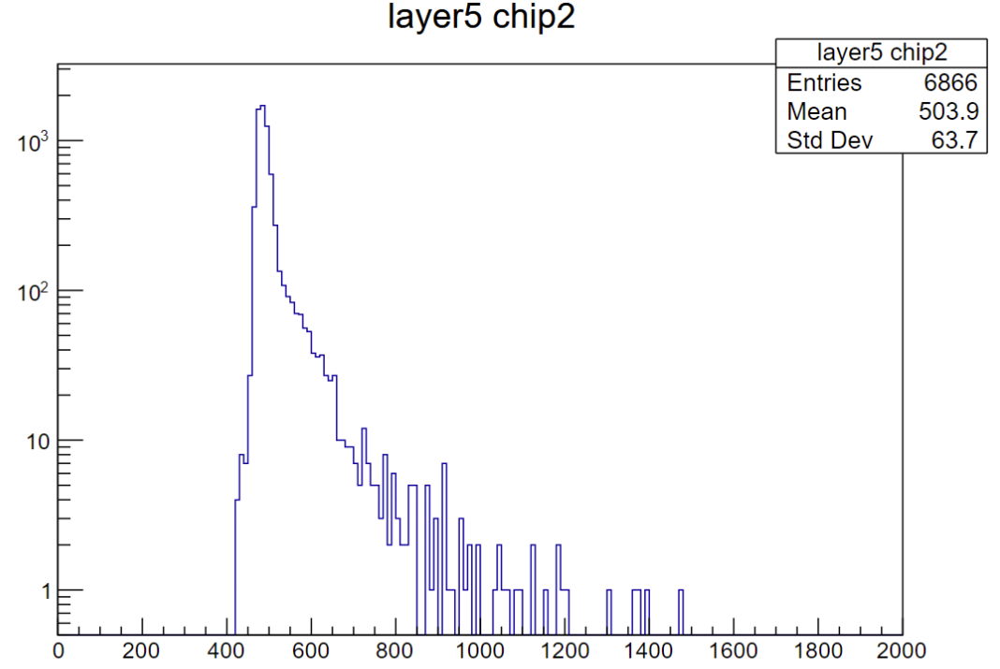 layer5 chip2
layer5 chip2
Entries 6866
Mean 503.9
Std Dev 63.7
10³
10²
10
1
0 200 400 600 800 1000 1200 1400 1600 1800 2000